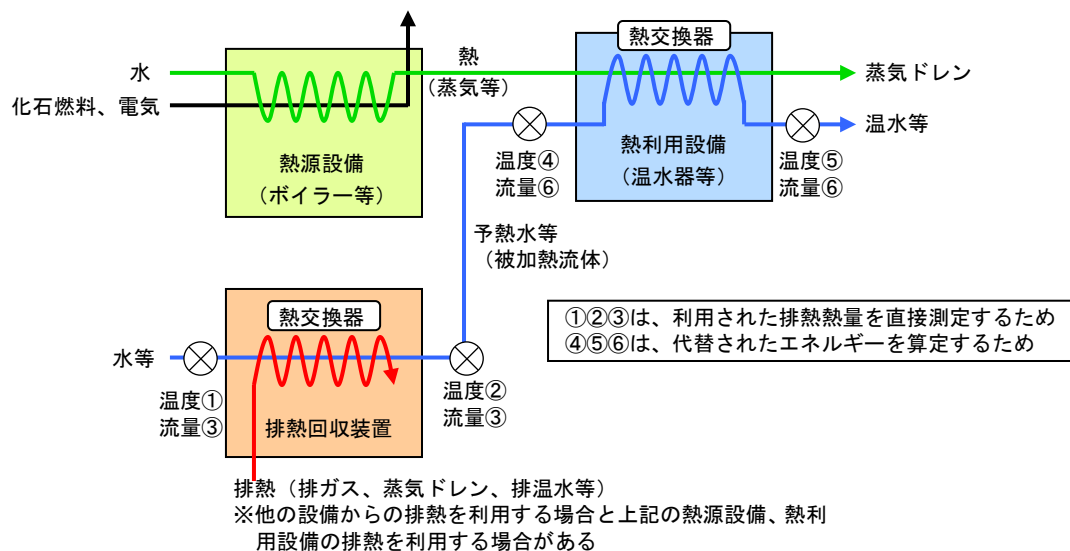 熱交換器
熱
水
(蒸気等)
蒸気ドレン
化石燃料、電気
温水等
熱源設備
(ボイラー等)
温度④
流量⑥
熱利用設備
(温水器等)
温度⑤
流量⑥
予熱水等
(被加熱流体)
熱交換器
①②③は、利用された排熱熱量を直接測定するため
④⑤⑥は、代替されたエネルギーを算定するため
水等
温度①
流量③
温度②
流量③
排熱回収装置
排熱(排ガス、蒸気ドレン、排温水等)
※他の設備からの排熱を利用する場合と上記の熱源設備、熱利
用設備の排熱を利用する場合がある